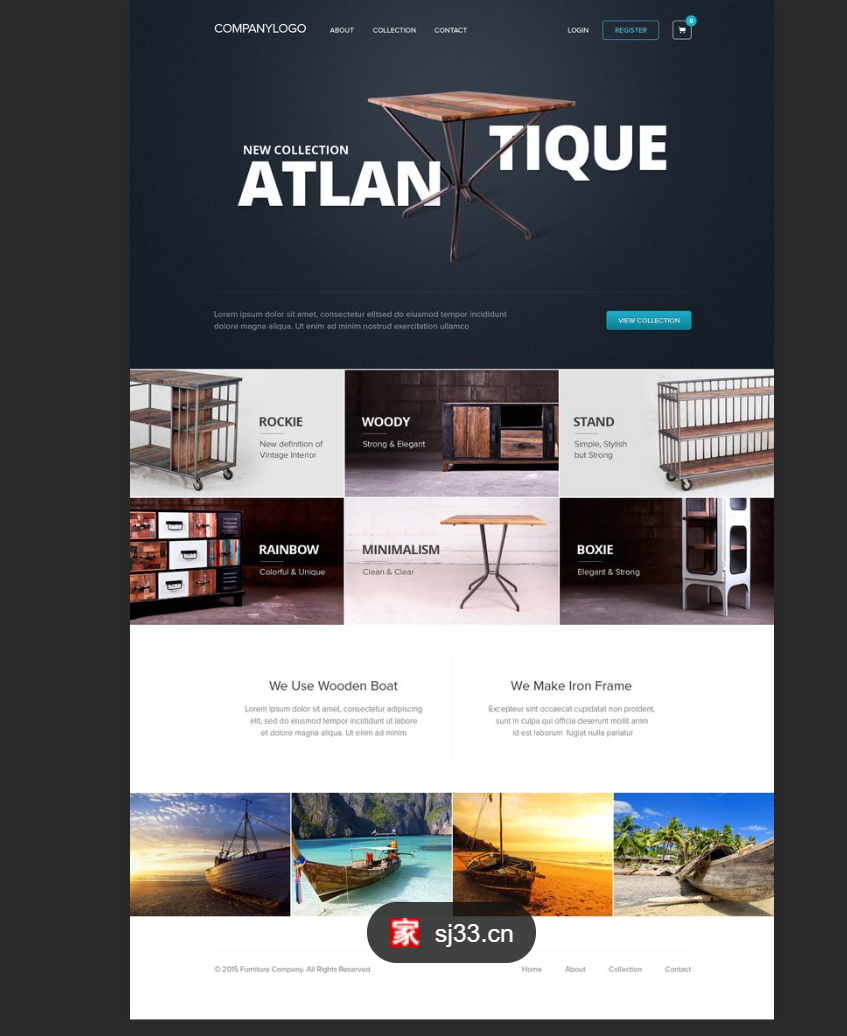 COMPANYLOGO ABOUT COLLECTION CONTACT LOGIN REGISTER 0
NEW COLLECTION
ATLAN TIQUE
Lorem ipsum dolor sit amet, consectetur elitsed do eiusmod tempor incididunt
dolore magna aliqua. Ut enim ad minim nostrud exercitation ullamco
VIEW COLLECTION
ROCKIE
New definition of
Vintage Interior
WOODY
Strong & Elegant
STAND
Simple, Stylish
but Strong
RAINBOW
Colorful & Unique
MINIMALISM
Clean & Clear
BOXIE
Elegant & Strong
We Use Wooden Boat
Lorem ipsum dolor sit amet, consectetur adipiscing
elit, sed do eiusmod tempor incididunt ut labore
et dolore magna aliqua. Ut enim ad minim
We Make Iron Frame
Excepteur sint occaecat cupidatat non proident,
sunt in culpa qui officia deserunt mollit anim
id est laborum fugiat nulla pariatur
家 sj33.cn
© 2015 Furniture Company. All Rights Reserved
Home About Collection Contact